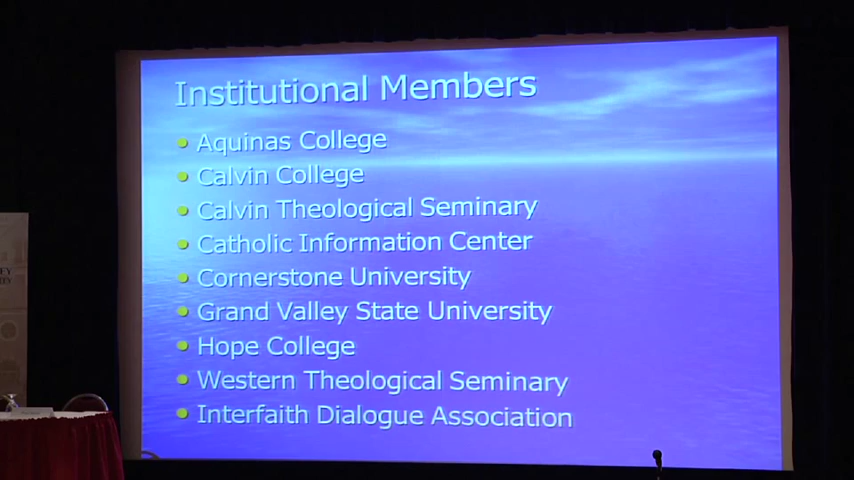 Institutional Members
Aquinas College
Calvin College
Calvin Theological Seminary
Catholic Information Center
Cornerstone University
Grand Valley State University
Hope College
Western Theological Seminary
Interfaith Dialogue Association